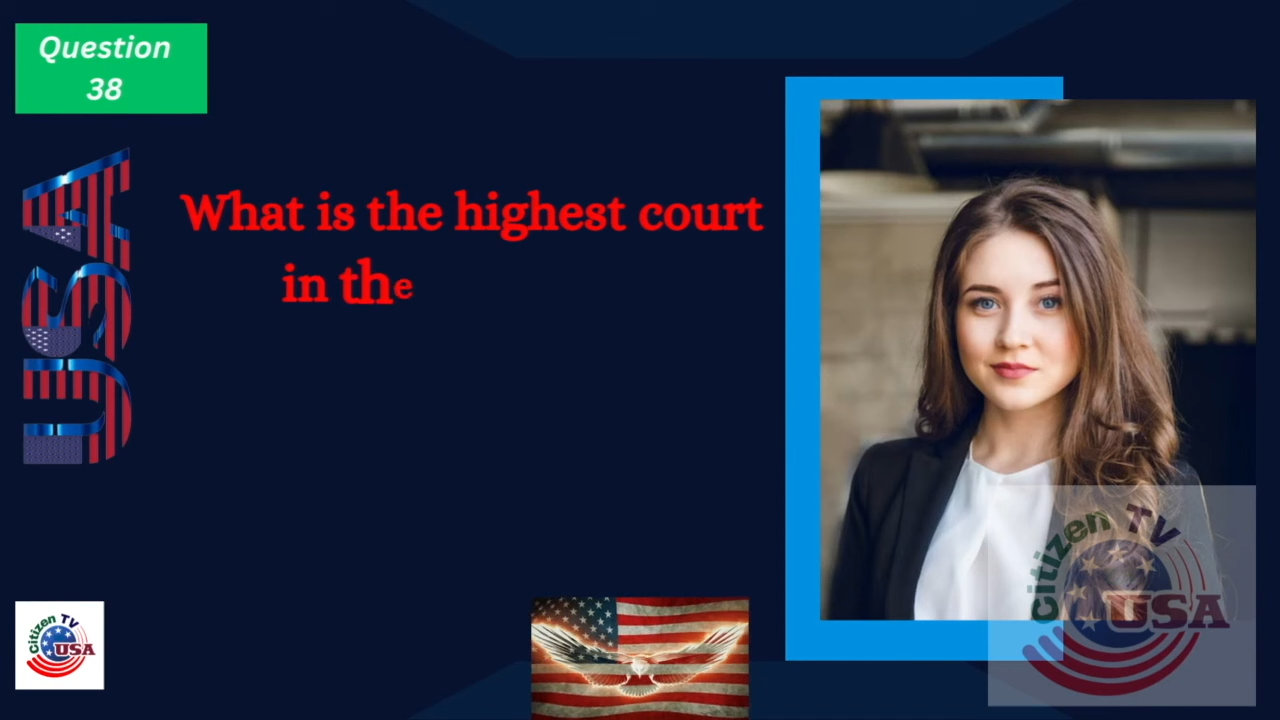 Question
38
USA
What is the highest court
in the
Citizen TV
USA
Citizen TV
USA